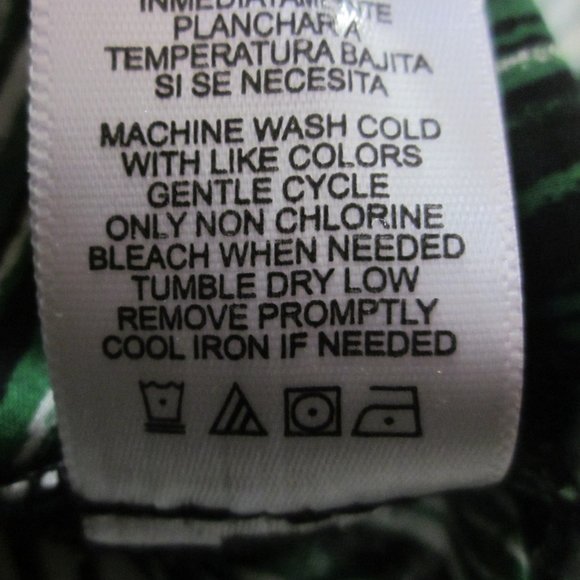 INMEDIATAMENTE
PLANCHAR A
TEMPERATURA BAJITA
SI SE NECESITA
MACHINE WASH COLD
WITH LIKE COLORS
GENTLE CYCLE
ONLY NON CHLORINE
BLEACH WHEN NEEDED
TUMBLE DRY LOW
REMOVE PROMPTLY
COOL IRON IF NEEDED